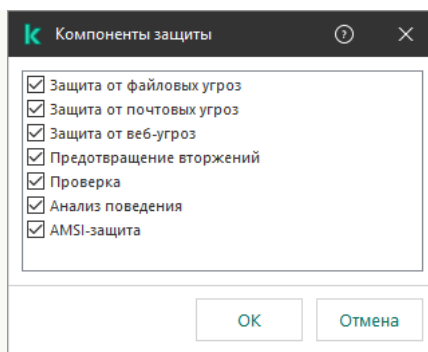 Компоненты защиты
Защита от файловых угроз
Защита от почтовых угроз
Защита от веб-угроз
Предотвращение вторжений
Проверка
Анализ поведения
AMSI-защита
ОК Отмена